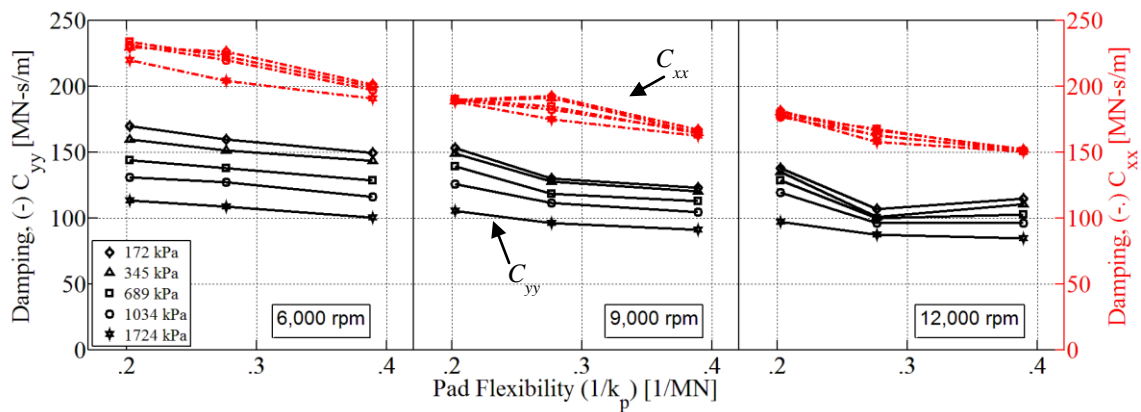 250
200
150
100
50
0
Damping, (-) C_yy [MN-s/m]
172 kPa
345 kPa
689 kPa
1034 kPa
1724 kPa
6,000 rpm
C_xx
C_yy
9,000 rpm
12,000 rpm
250
200
150
100
50
0
Damping, (-.) C_xx [MN-s/m]
.2 .3 .4 .2 .3 .4 .2 .3 .4
Pad Flexibility (1/k_p) [1/MN]